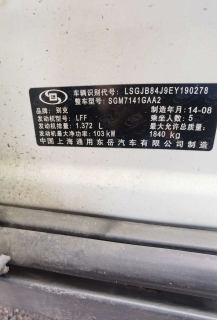 车辆识别代号: LSGJB84J9EY190278
整车型号: SGM7141GAA2
品牌: 别克 制造年月:14-08
发动机型号: LFF 乘坐人数: 5
发动机排量: 1.372 L 最大允许总质量:
发动机最大净功率: 103 kW 1840 kg
中国上海通用东岳汽车有限公司制造